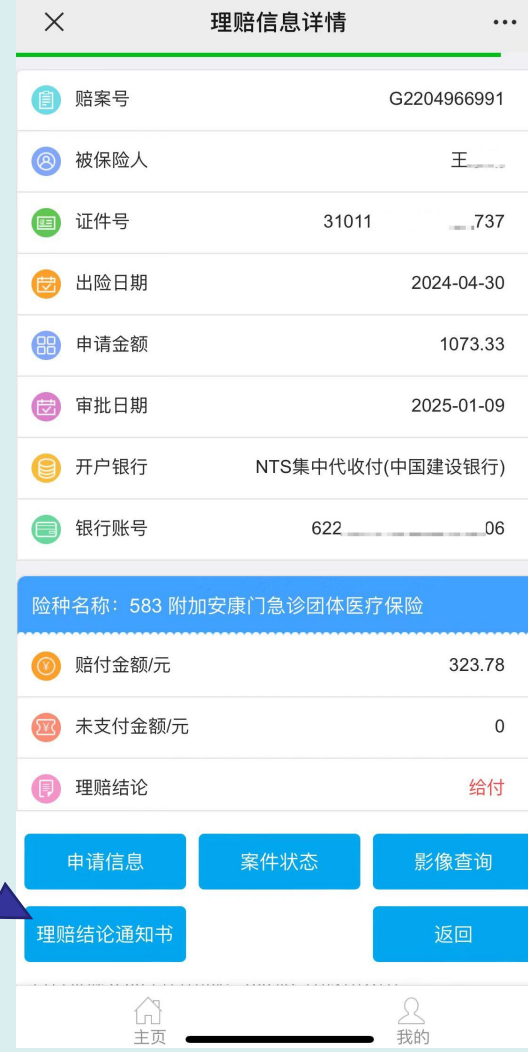 理赔信息详情
赔案号 G2204966991
被保险人 王
证件号 31011 737
出险日期 2024-04-30
申请金额 1073.33
审批日期 2025-01-09
开户银行 NTS集中代收付(中国建设银行)
银行账号 622 06
险种名称：583 附加安康门急诊团体医疗保险
赔付金额/元 323.78
未支付金额/元 0
理赔结论 给付
申请信息 案件状态 影像查询
理赔结论通知书 返回
主页 我的